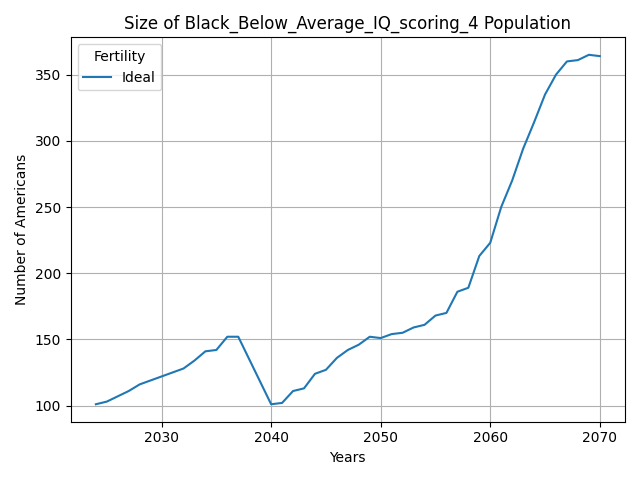 Size of Black_Below_Average_IQ_scoring_4 Population
Fertility
Ideal
350
300
250
200
150
100
Number of Americans
2030 2040 2050 2060 2070
Years